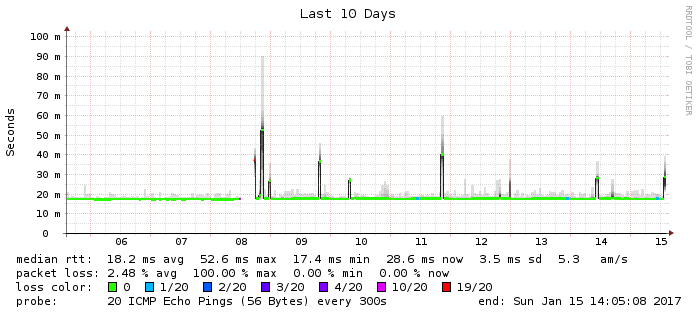 Last 10 Days
RRDTOOL / TOBI OETIKER
Seconds
100 m
90 m
80 m
70 m
60 m
50 m
40 m
30 m
20 m
10 m
0
06 07 08 09 10 11 12 13 14 15
median rtt: 18.2 ms avg 52.6 ms max 17.4 ms min 28.6 ms now 3.5 ms sd 5.3 am/s
packet loss: 2.48 % avg 100.00 % max 0.00 % min 0.00 % now
loss color: 0 1/20 2/20 3/20 4/20 10/20 19/20
probe: 20 ICMP Echo Pings (56 Bytes) every 300s end: Sun Jan 15 14:05:08 2017